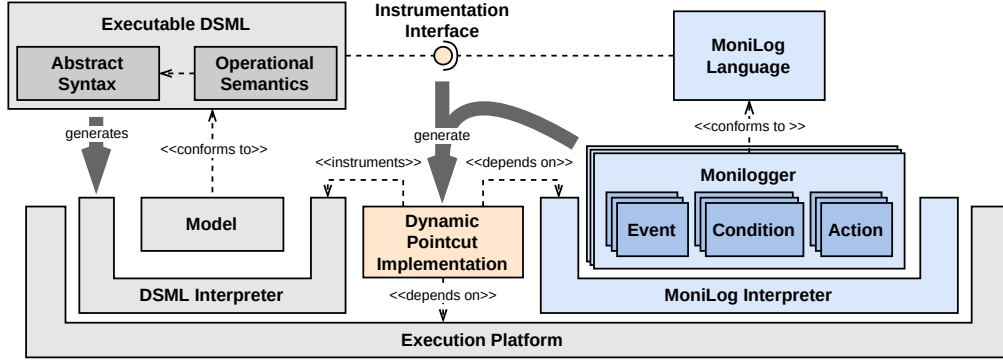 Executable DSML
Instrumentation
Interface
Abstract
Syntax
Operational
Semantics
MoniLog
Language
generates
<<conforms to>>
generate
<<conforms to >>
<<instruments>>
<<depends on>>
Monilogger
Event
Condition
Action
Model
Dynamic
Pointcut
Implementation
DSML Interpreter
<<depends on>>
MoniLog Interpreter
Execution Platform